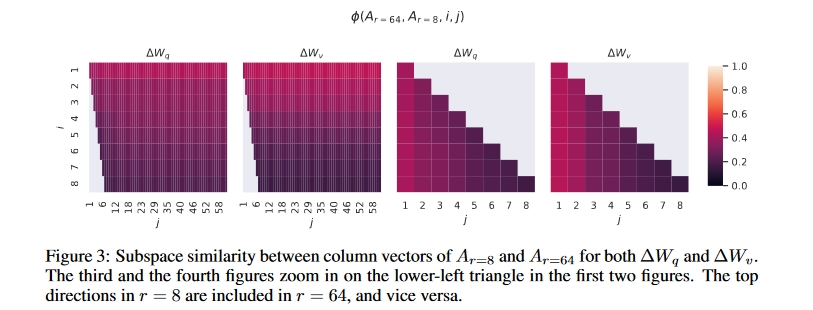 ϕ(A_{r=64}, A_{r=8}, i, j)
ΔW_q ΔW_v ΔW_q ΔW_v
i
1 2 3 4 5 6 7 8
1 6 12 18 23 29 35 40 46 52 58
1 6 12 18 23 29 35 40 46 52 58
1 2 3 4 5 6 7 8
1 2 3 4 5 6 7 8
j j j j
1.0
0.8
0.6
0.4
0.2
0.0
Figure 3: Subspace similarity between column vectors of A_{r=8} and A_{r=64} for both ΔW_q and ΔW_v.
The third and the fourth figures zoom in on the lower-left triangle in the first two figures. The top
directions in r = 8 are included in r = 64, and vice versa.